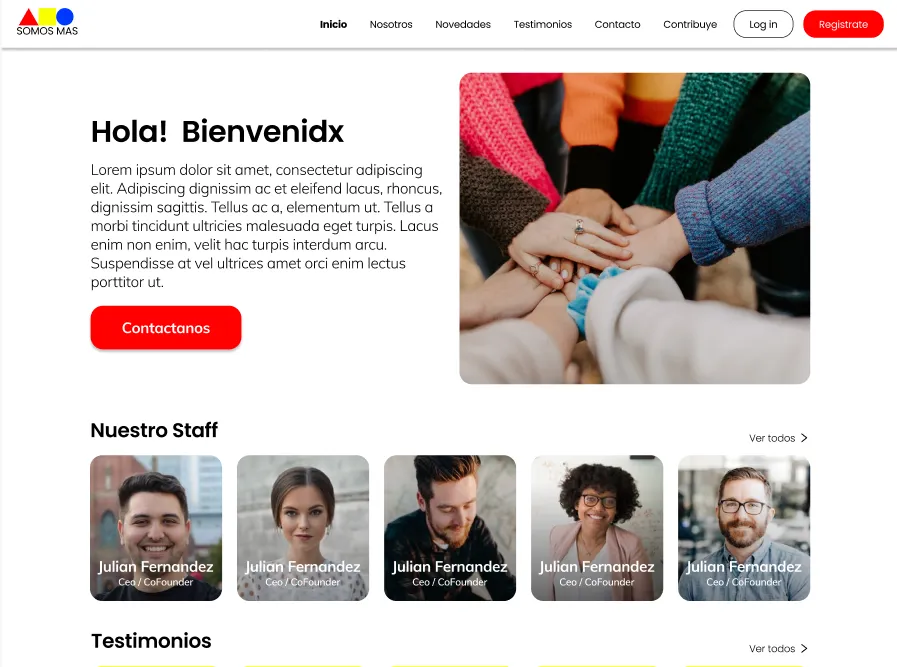 SOMOS MAS
Inicio
Nosotros
Novedades
Testimonios
Contacto
Contribuye
Log in
Registrate
Hola! Bienvenidx
Lorem ipsum dolor sit amet, consectetur adipiscing
elit. Adipiscing dignissim ac et eleifend lacus, rhoncus,
dignissim sagittis. Tellus ac a, elementum ut. Tellus a
morbi tincidunt ultricies malesuada eget turpis. Lacus
enim non enim, velit hac turpis interdum arcu.
Suspendisse at vel ultrices amet orci enim lectus
porttitor ut.
Contactanos
Nuestro Staff
Ver todos
Julian Fernandez
Ceo / CoFounder
Julian Fernandez
Ceo / CoFounder
Julian Fernandez
Ceo / CoFounder
Julian Fernandez
Ceo / CoFounder
Julian Fernandez
Ceo / CoFounder
Testimonios
Ver todos